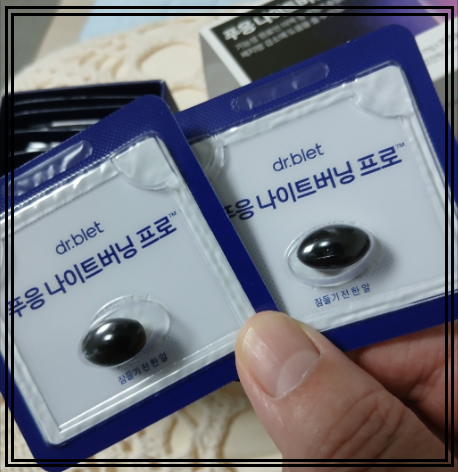 푸응 나이트버닝
dr.blet
푸응 나이트버닝 프로™
잠들기 전 한 알
dr.blet
푸응 나이트버닝 프로™
잠들기 전 한 알